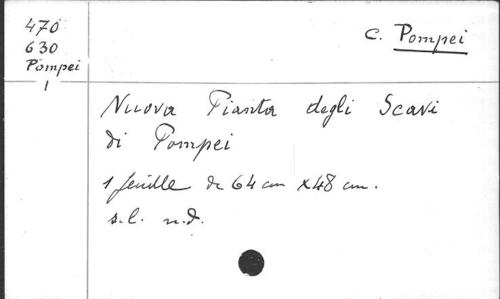 470
630
Pompei
1
C. Pompei
Nuova Pianta degli Scavi
di Pompei
1 feuille de 64 cm x 48 cm.
s.l. n.d.